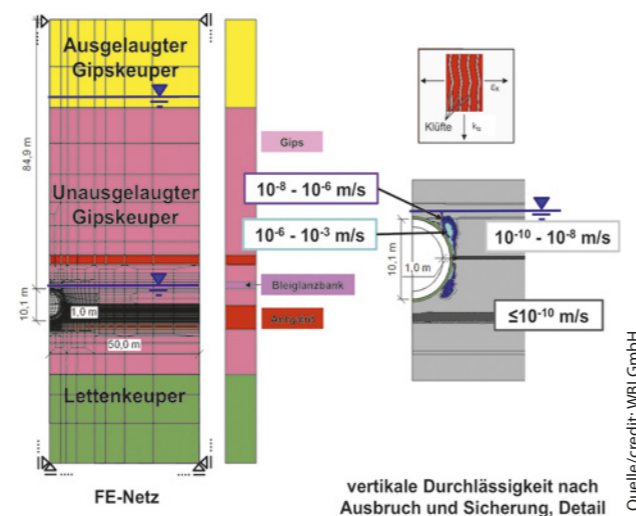 Ausgelaugter
Gipskeuper
84,9 m
Unausgelaugter
Gipskeuper
10,1 m
1,0 m
50,0 m
Lettenkeuper
FE-Netz
Gips
Bleiglanzbank
Anhydrit
Klüfte
εₓ
10⁻⁸ - 10⁻⁶ m/s
10⁻⁶ - 10⁻³ m/s
10⁻¹⁰ - 10⁻⁸ m/s
10,1 m
1,0 m
≤10⁻¹⁰ m/s
vertikale Durchlässigkeit nach
Ausbruch und Sicherung, Detail
Quelle/credit: WBI GmbH